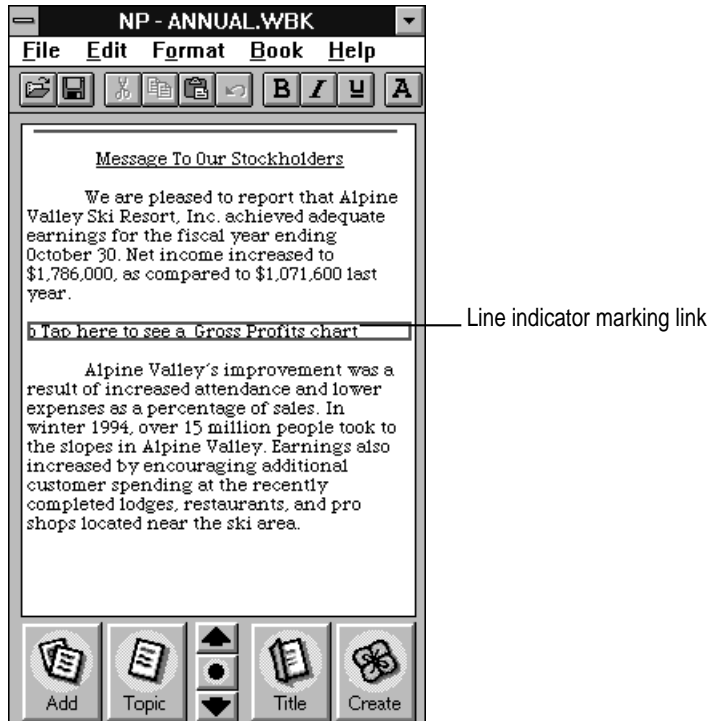 NP - ANNUAL.WBK
File Edit Format Book Help
B I U A
Message To Our Stockholders
We are pleased to report that Alpine
Valley Ski Resort, Inc. achieved adequate
earnings for the fiscal year ending
October 30. Net income increased to
$1,786,000, as compared to $1,071,600 last
year.
Tap here to see a Gross Profits chart
Line indicator marking link
Alpine Valley's improvement was a
result of increased attendance and lower
expenses as a percentage of sales. In
winter 1994, over 15 million people took to
the slopes in Alpine Valley. Earnings also
increased by encouraging additional
customer spending at the recently
completed lodges, restaurants, and pro
shops located near the ski area.
Add Topic Title Create